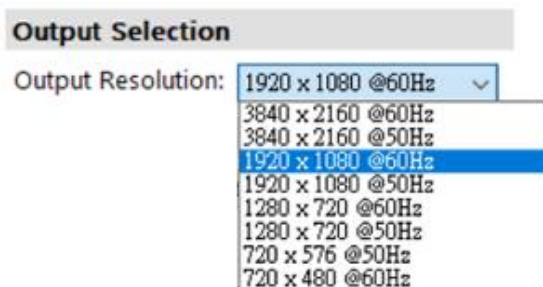 Output Selection
Output Resolution: 1920 x 1080 @60Hz
3840 x 2160 @60Hz
3840 x 2160 @50Hz
1920 x 1080 @60Hz
1920 x 1080 @50Hz
1280 x 720 @60Hz
1280 x 720 @50Hz
720 x 576 @50Hz
720 x 480 @60Hz